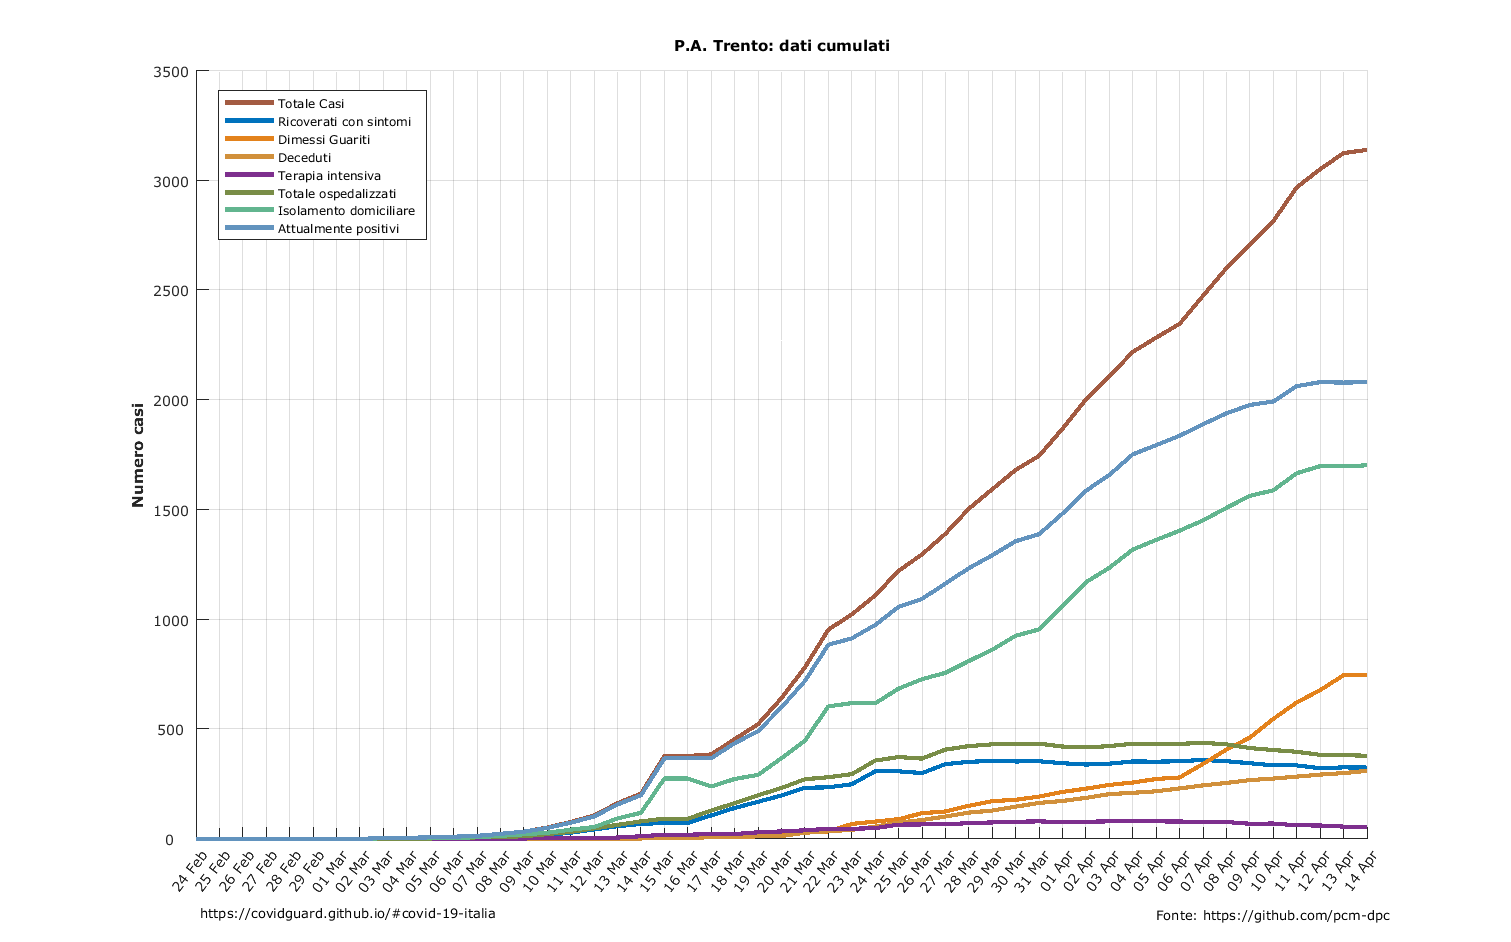 P.A. Trento: dati cumulati
3500
3000
2500
2000
1500
1000
500
0
Numero casi
Totale Casi
Ricoverati con sintomi
Dimessi Guariti
Deceduti
Terapia intensiva
Totale ospedalizzati
Isolamento domiciliare
Attualmente positivi
24 Feb
25 Feb
26 Feb
27 Feb
28 Feb
29 Feb
01 Mar
02 Mar
03 Mar
04 Mar
05 Mar
06 Mar
07 Mar
08 Mar
09 Mar
10 Mar
11 Mar
12 Mar
13 Mar
14 Mar
15 Mar
16 Mar
17 Mar
18 Mar
19 Mar
20 Mar
21 Mar
22 Mar
23 Mar
24 Mar
25 Mar
26 Mar
27 Mar
28 Mar
29 Mar
30 Mar
31 Mar
01 Apr
02 Apr
03 Apr
04 Apr
05 Apr
06 Apr
07 Apr
08 Apr
09 Apr
10 Apr
11 Apr
12 Apr
13 Apr
14 Apr
https://covidguard.github.io/#covid-19-italia
Fonte: https://github.com/pcm-dpc